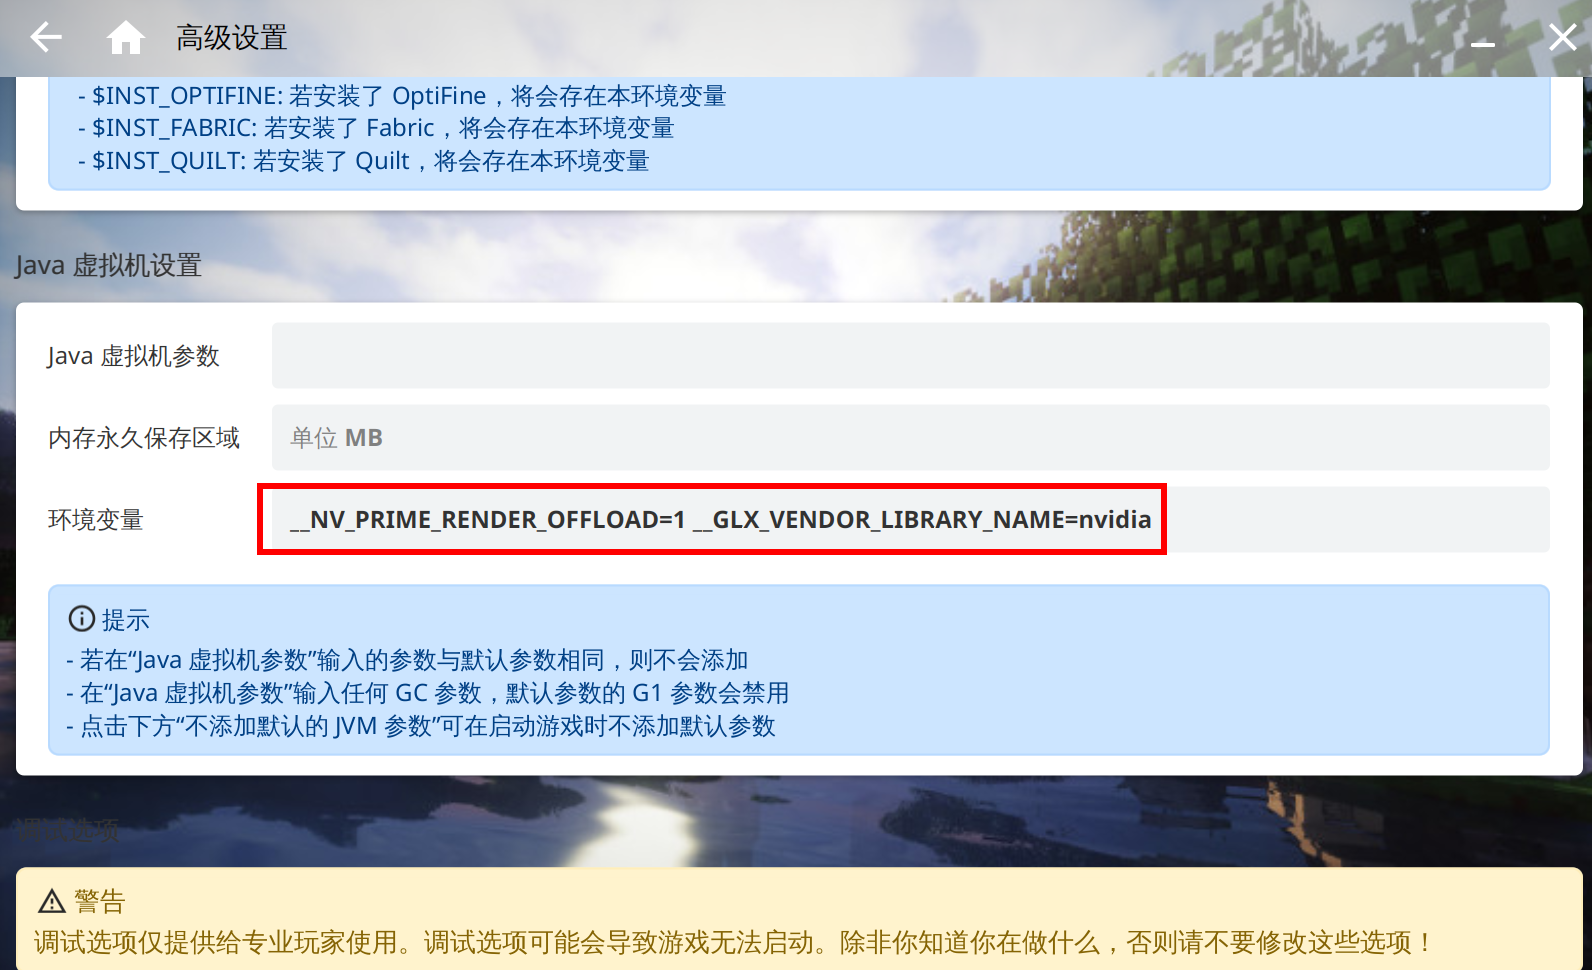 高级设置
- $INST_OPTIFINE: 若安装了 OptiFine，将会存在本环境变量
- $INST_FABRIC: 若安装了 Fabric，将会存在本环境变量
- $INST_QUILT: 若安装了 Quilt，将会存在本环境变量
Java 虚拟机设置
Java 虚拟机参数
内存永久保存区域 单位 MB
环境变量 __NV_PRIME_RENDER_OFFLOAD=1 __GLX_VENDOR_LIBRARY_NAME=nvidia
提示
- 若在“Java 虚拟机参数”输入的参数与默认参数相同，则不会添加
- 在“Java 虚拟机参数”输入任何 GC 参数，默认参数的 G1 参数会禁用
- 点击下方“不添加默认的 JVM 参数”可在启动游戏时不添加默认参数
调试选项
警告
调试选项仅提供给专业玩家使用。调试选项可能会导致游戏无法启动。除非你知道你在做什么，否则请不要修改这些选项！